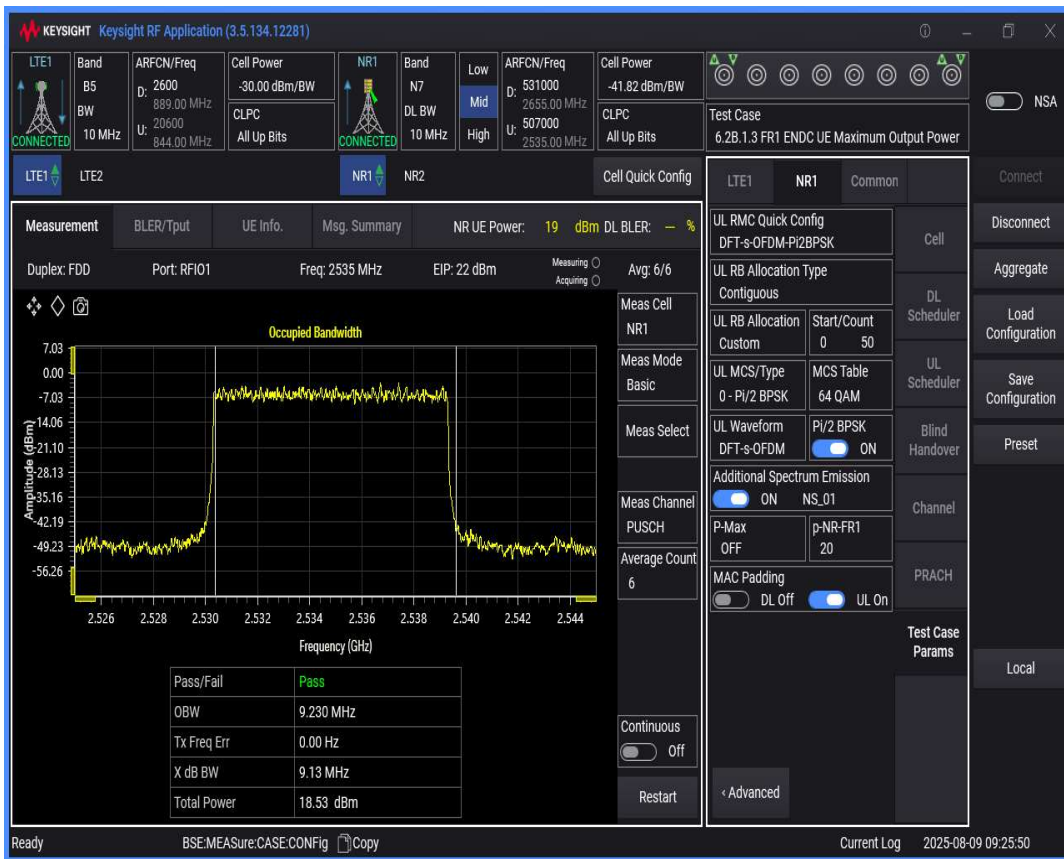 KEYSIGHT Keysight RF Application (3.5.134.12281)
LTE1
CONNECTED
Band
B5
BW
10 MHz
ARFCN/Freq
D: 2600
889.00 MHz
U: 20600
844.00 MHz
Cell Power
-30.00 dBm/BW
CLPC
All Up Bits
NR1
CONNECTED
Band
N7
DL BW
10 MHz
Low
Mid
High
ARFCN/Freq
D: 531000
2655.00 MHz
U: 507000
2535.00 MHz
Cell Power
-41.82 dBm/BW
CLPC
All Up Bits
Test Case
6.2B.1.3 FR1 ENDC UE Maximum Output Power
NSA
LTE1 LTE2 NR1 NR2 Cell Quick Config
Measurement BLER/Tput UE Info. Msg. Summary NR UE Power: 19 dBm DL BLER: — %
Duplex: FDD Port: RFIO1 Freq: 2535 MHz EIP: 22 dBm Measuring Avg: 6/6
Acquiring
Occupied Bandwidth
7.03
0.00
-7.03
-14.06
-21.10
-28.13
-35.16
-42.19
-49.23
-56.26
Amplitude (dBm)
2.526 2.528 2.530 2.532 2.534 2.536 2.538 2.540 2.542 2.544
Frequency (GHz)
Pass/Fail Pass
OBW 9.230 MHz
Tx Freq Err 0.00 Hz
X dB BW 9.13 MHz
Total Power 18.53 dBm
Meas Cell
NR1
Meas Mode
Basic
Meas Select
Meas Channel
PUSCH
Average Count
6
Continuous
Off
Restart
LTE1 NR1 Common
UL RMC Quick Config
DFT-s-OFDM-Pi2BPSK
UL RB Allocation Type
Contiguous
UL RB Allocation Start/Count
Custom 0 50
UL MCS/Type MCS Table
0 - Pi/2 BPSK 64 QAM
UL Waveform Pi/2 BPSK
DFT-s-OFDM ON
Additional Spectrum Emission
ON NS_01
P-Max p-NR-FR1
OFF 20
MAC Padding
DL Off UL On
‹ Advanced
Cell
DL
Scheduler
UL
Scheduler
Blind
Handover
Channel
PRACH
Test Case
Params
Connect
Disconnect
Aggregate
Load
Configuration
Save
Configuration
Preset
Local
Ready BSE:MEASure:CASE:CONFig Copy Current Log 2025-08-09 09:25:50